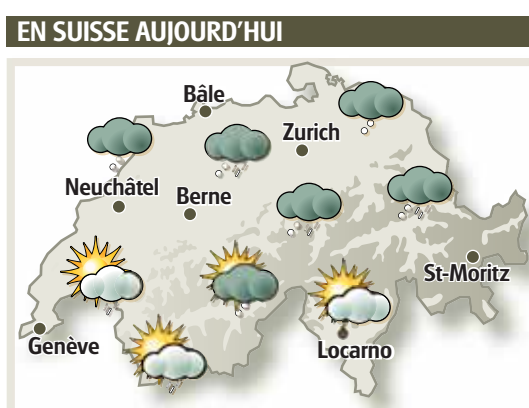 EN SUISSE AUJOURD'HUI
Bâle
Zurich
Neuchâtel
Berne
St-Moritz
Genève
Locarno